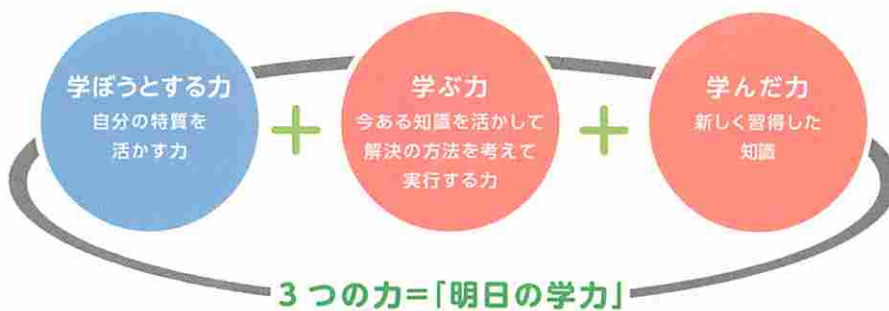 学ぼうとする力
自分の特質を
活かす力
+
学ぶ力
今ある知識を活かして
解決の方法を考えて
実行する力
+
学んだ力
新しく習得した
知識
3つの力=「明日の学力」